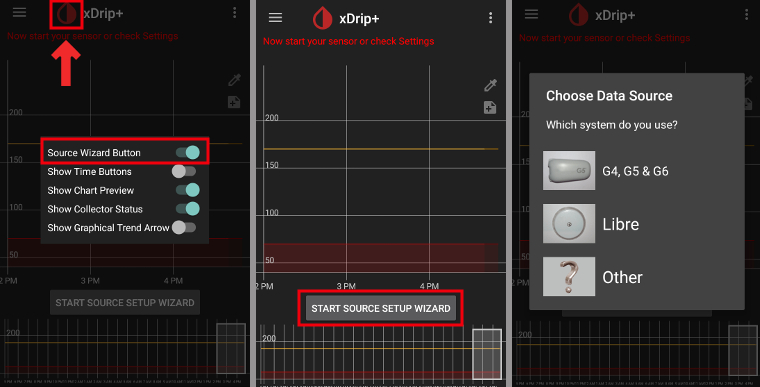 xDrip+
Now start your sensor or check Settings
200
Source Wizard Button
Show Time Buttons
Show Chart Preview
Show Collector Status
Show Graphical Trend Arrow
50
2 PM 3 PM 4 PM
START SOURCE SETUP WIZARD
200
xDrip+
Now start your sensor or check Settings
200
100
50
2 PM 3 PM 4 PM
START SOURCE SETUP WIZARD
200
xDrip+
Now start your sensor or check Settings
Choose Data Source
Which system do you use?
G5
G4, G5 & G6
Libre
Other
200